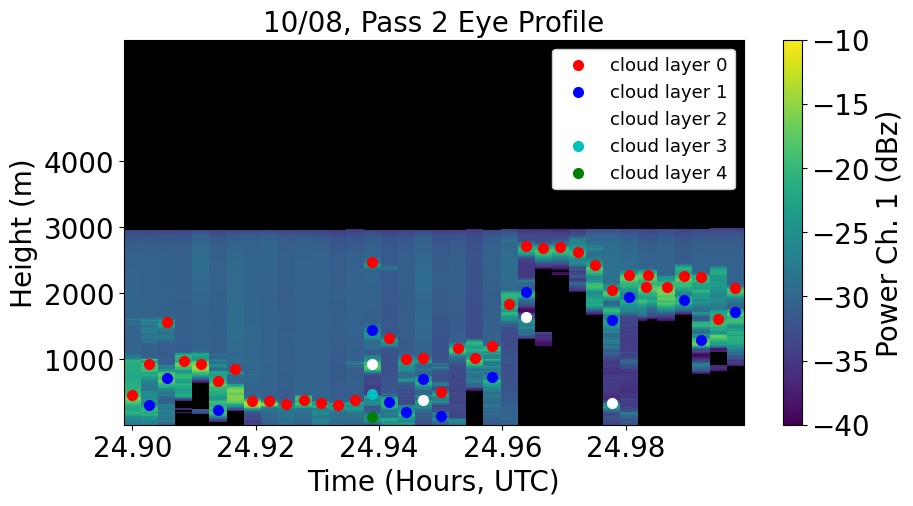 10/08, Pass 2 Eye Profile
cloud layer 0
cloud layer 1
cloud layer 2
cloud layer 3
cloud layer 4
Height (m)
4000
3000
2000
1000
24.90
24.92
24.94
24.96
24.98
Time (Hours, UTC)
−10
−15
−20
−25
−30
−35
−40
Power Ch. 1 (dBz)